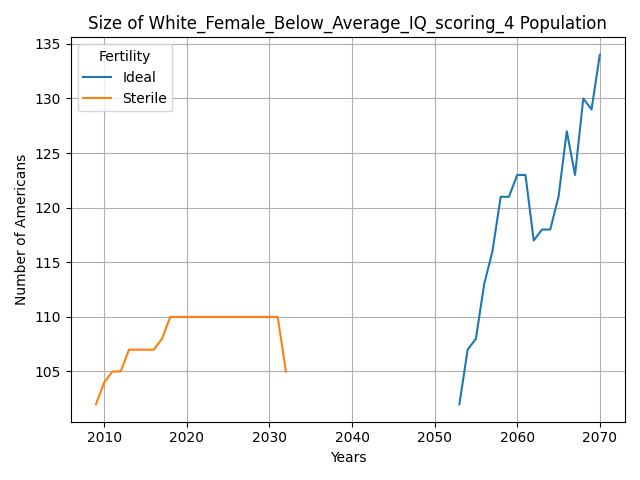 Size of White_Female_Below_Average_IQ_scoring_4 Population
Fertility
Ideal
Sterile
Number of Americans
135
130
125
120
115
110
105
2010 2020 2030 2040 2050 2060 2070
Years